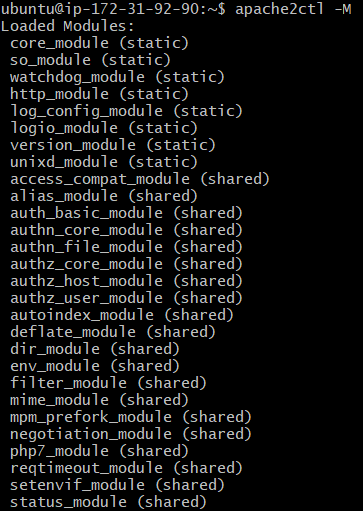 ubuntu@ip-172-31-92-90:~$ apache2ctl -M
Loaded Modules:
core_module (static)
so_module (static)
watchdog_module (static)
http_module (static)
log_config_module (static)
logio_module (static)
version_module (static)
unixd_module (static)
access_compat_module (shared)
alias_module (shared)
auth_basic_module (shared)
authn_core_module (shared)
authn_file_module (shared)
authz_core_module (shared)
authz_host_module (shared)
authz_user_module (shared)
autoindex_module (shared)
deflate_module (shared)
dir_module (shared)
env_module (shared)
filter_module (shared)
mime_module (shared)
mpm_prefork_module (shared)
negotiation_module (shared)
php7_module (shared)
reqtimeout_module (shared)
setenvif_module (shared)
status_module (shared)